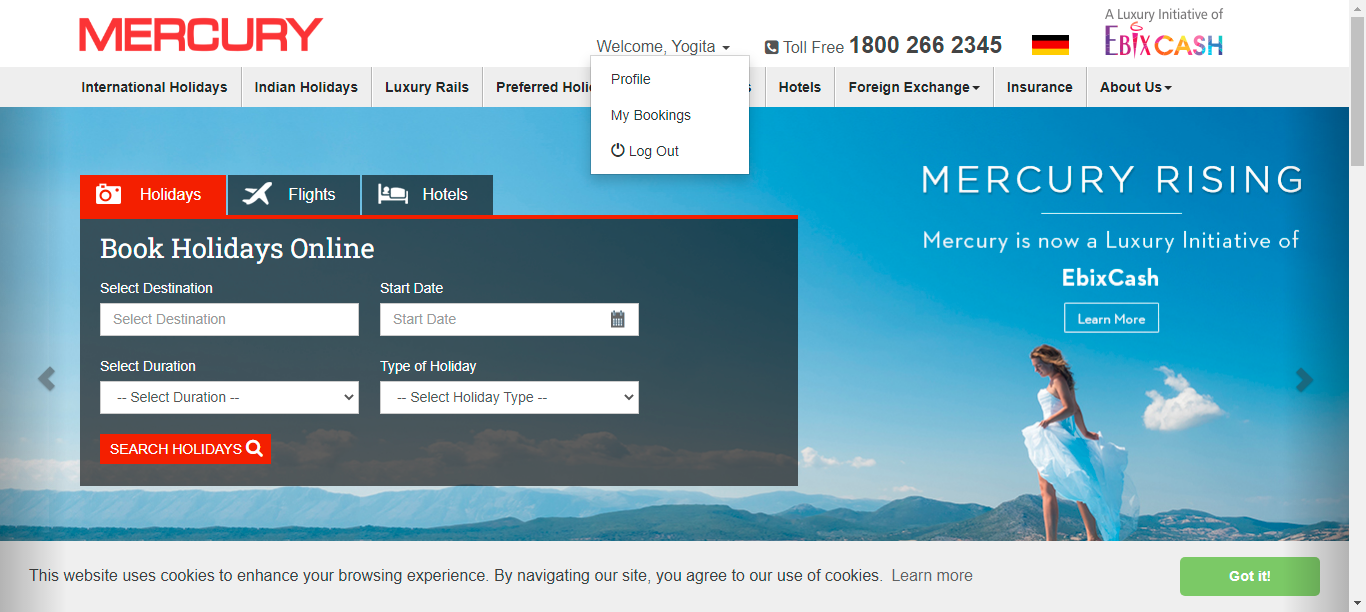 MERCURY
Welcome, Yogita
Toll Free 1800 266 2345
A Luxury Initiative of
EBIXCASH
International Holidays
Indian Holidays
Luxury Rails
Preferred
Hotels
Foreign Exchange
Insurance
About Us
Profile
My Bookings
Log Out
Holidays
Flights
Hotels
Book Holidays Online
Select Destination
Start Date
Select Destination
Start Date
Select Duration
Type of Holiday
-- Select Duration --
-- Select Holiday Type --
SEARCH HOLIDAYS
MERCURY RISING
Mercury is now a Luxury Initiative of
EbixCash
Learn More
This website uses cookies to enhance your browsing experience. By navigating our site, you agree to our use of cookies. Learn more
Got it!